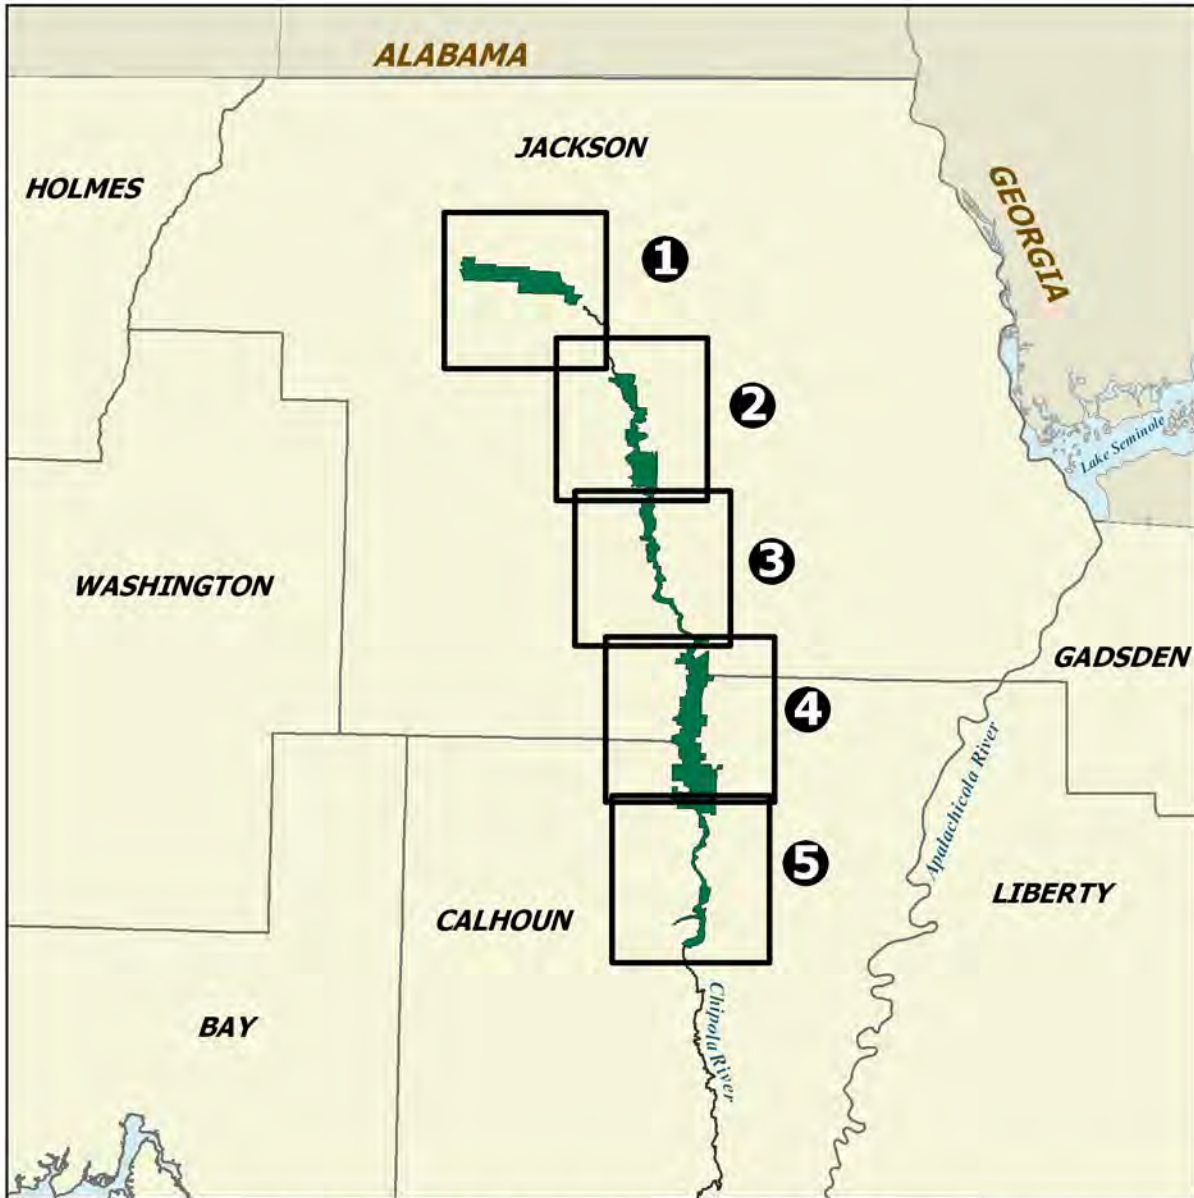 ALABAMA
JACKSON
HOLMES
GEORGIA
1
2
Lake Seminole
3
WASHINGTON
GADSDEN
4
Apalachicola River
5
LIBERTY
CALHOUN
BAY
Chipola River